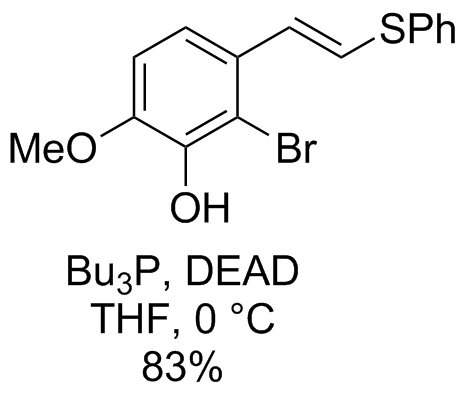 SPh
MeO
Br
OH
Bu₃P, DEAD
THF, 0 °C
83%